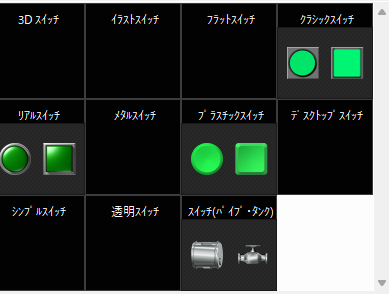 3Dｽｲｯﾁ
ｲﾗｽﾄｽｲｯﾁ
ﾌﾗｯﾄｽｲｯﾁ
ｸﾗｼｯｸｽｲｯﾁ
ﾘｱﾙｽｲｯﾁ
ﾒﾀﾙｽｲｯﾁ
ﾌﾟﾗｽﾁｯｸｽｲｯﾁ
ﾃﾞｽｸﾄｯﾌﾟｽｲｯﾁ
ｼﾝﾌﾟﾙｽｲｯﾁ
透明ｽｲｯﾁ
ｽｲｯﾁ(ﾊﾟｲﾌﾟ･ﾀﾝｸ)